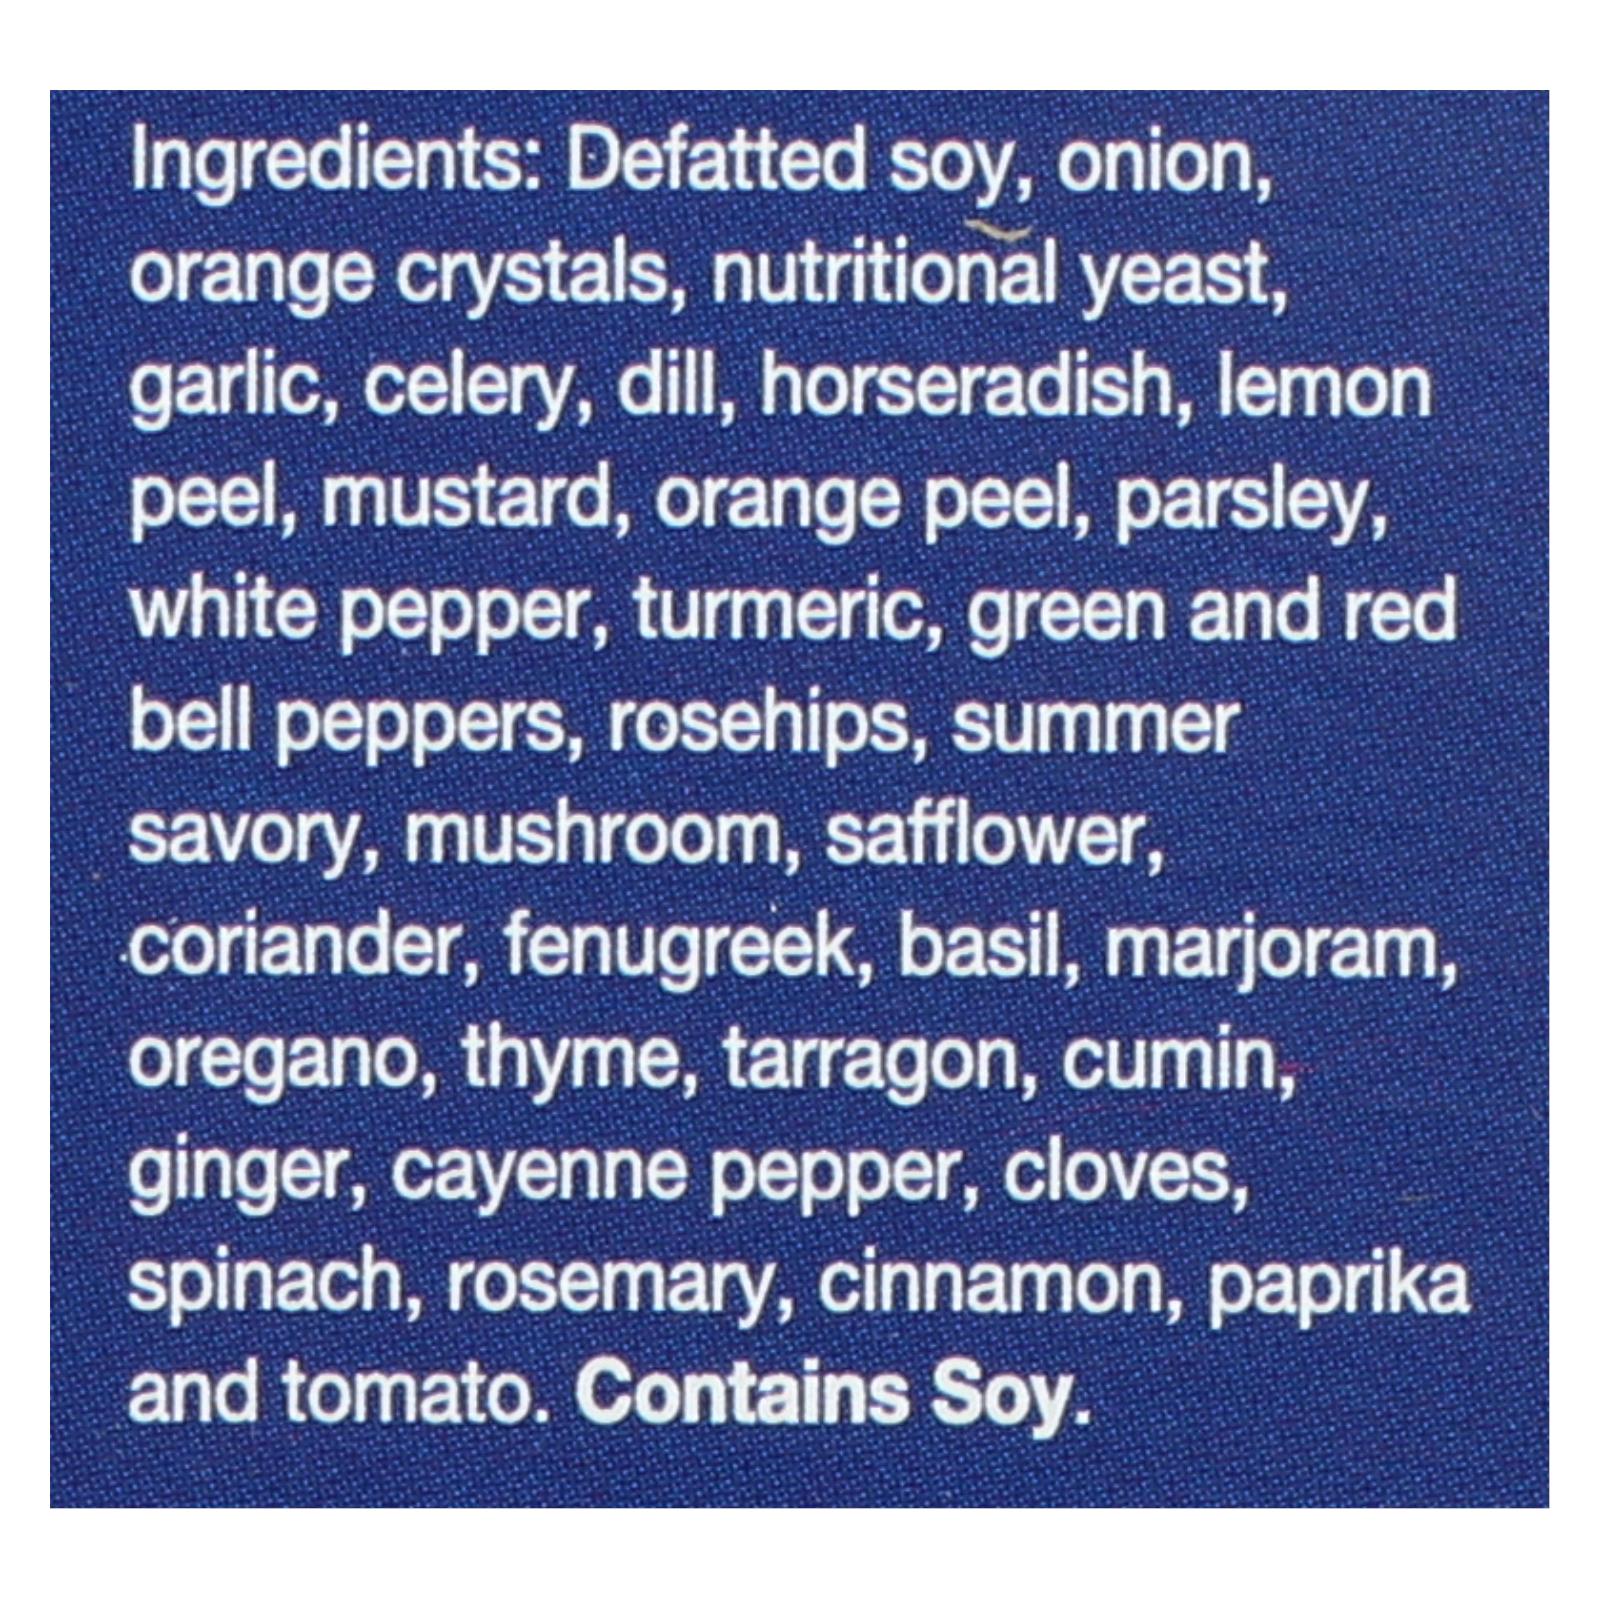 Ingredients: Defatted soy, onion,
orange crystals, nutritional yeast,
garlic, celery, dill, horseradish, lemon
peel, mustard, orange peel, parsley,
white pepper, turmeric, green and red
bell peppers, rosehips, summer
savory, mushroom, safflower,
coriander, fenugreek, basil, marjoram,
oregano, thyme, tarragon, cumin,
ginger, cayenne pepper, cloves,
spinach, rosemary, cinnamon, paprika
and tomato. Contains Soy.